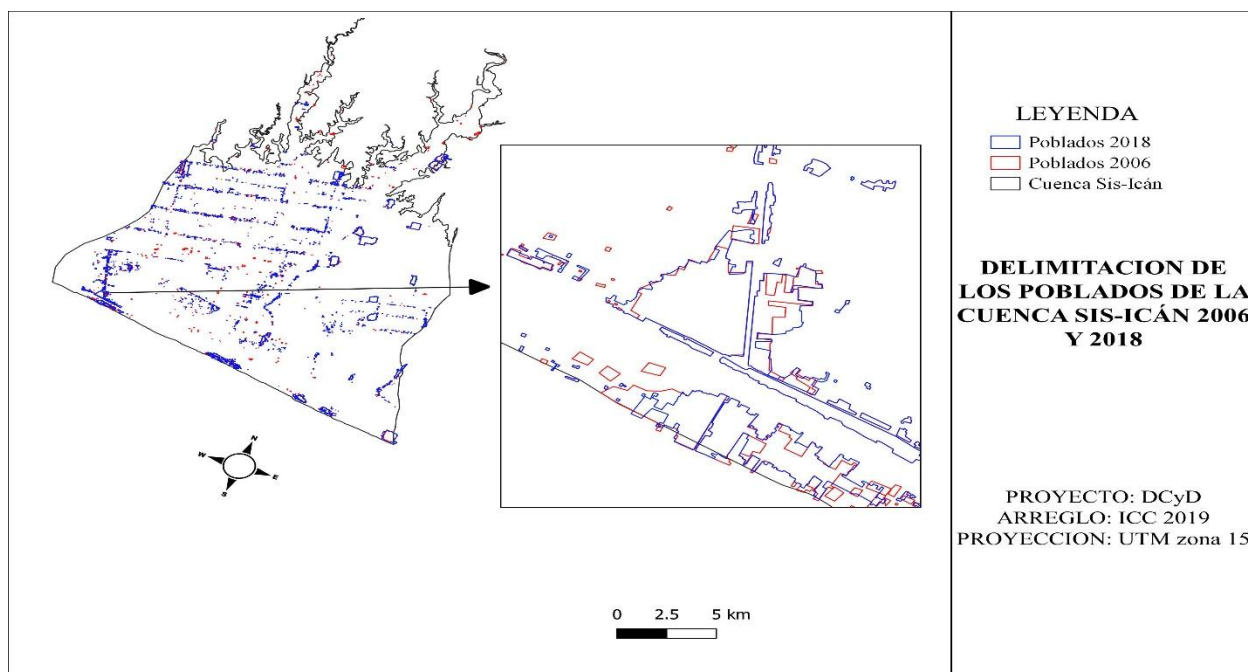 LEYENDA
Poblados 2018
Poblados 2006
Cuenca Sis-Icán
DELIMITACION DE
LOS POBLADOS DE LA
CUENCA SIS-ICÁN 2006
Y 2018
PROYECTO: DCyD
ARREGLO: ICC 2019
PROYECCION: UTM zona 15
N
W
E
S
0 2.5 5 km